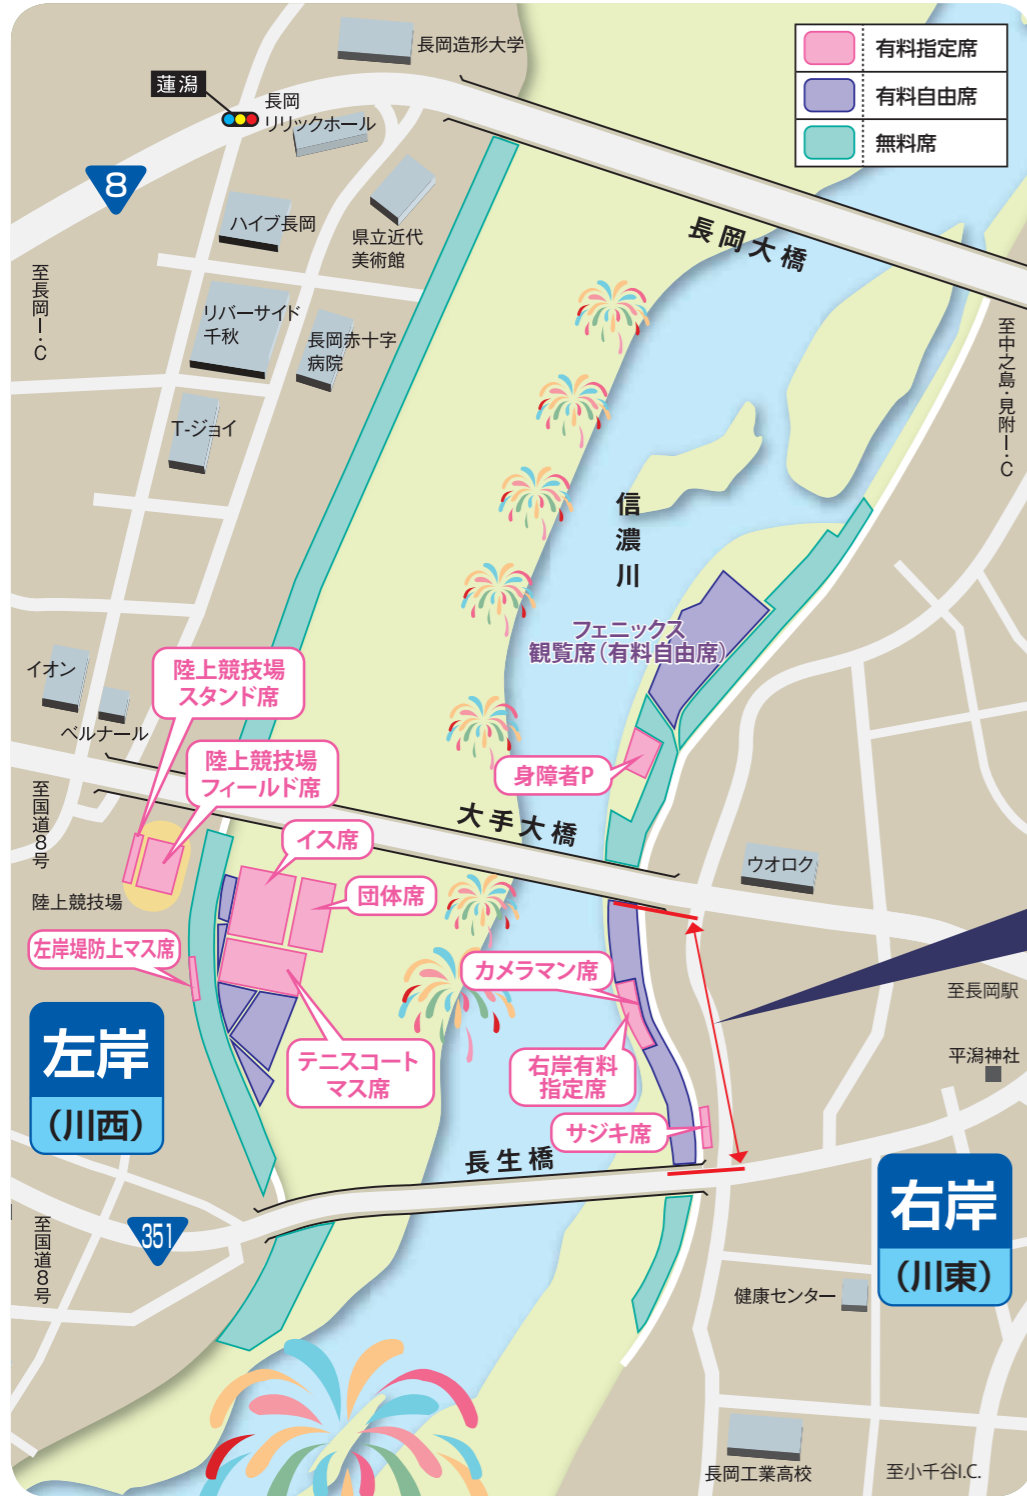 長岡造形大学
有料指定席
有料自由席
無料席
蓮潟
長岡
リリックホール
8
ハイブ長岡
県立近代
美術館
長岡大橋
至長岡I・C
リバーサイド
千秋
長岡赤十字
病院
至中之島・見附I・C
T-ジョイ
信濃川
フェニックス
観覧席(有料自由席)
イオン
陸上競技場
スタンド席
ベルナール
陸上競技場
フィールド席
身障者P
至国道8号
大手大橋
イス席
ウオロク
団体席
陸上競技場
左岸堤防上マス席
カメラマン席
至長岡駅
左岸
(川西)
テニスコート
マス席
右岸有料
指定席
平潟神社
サジキ席
長生橋
右岸
(川東)
至国道8号
351
健康センター
長岡工業高校
至小千谷I.C.